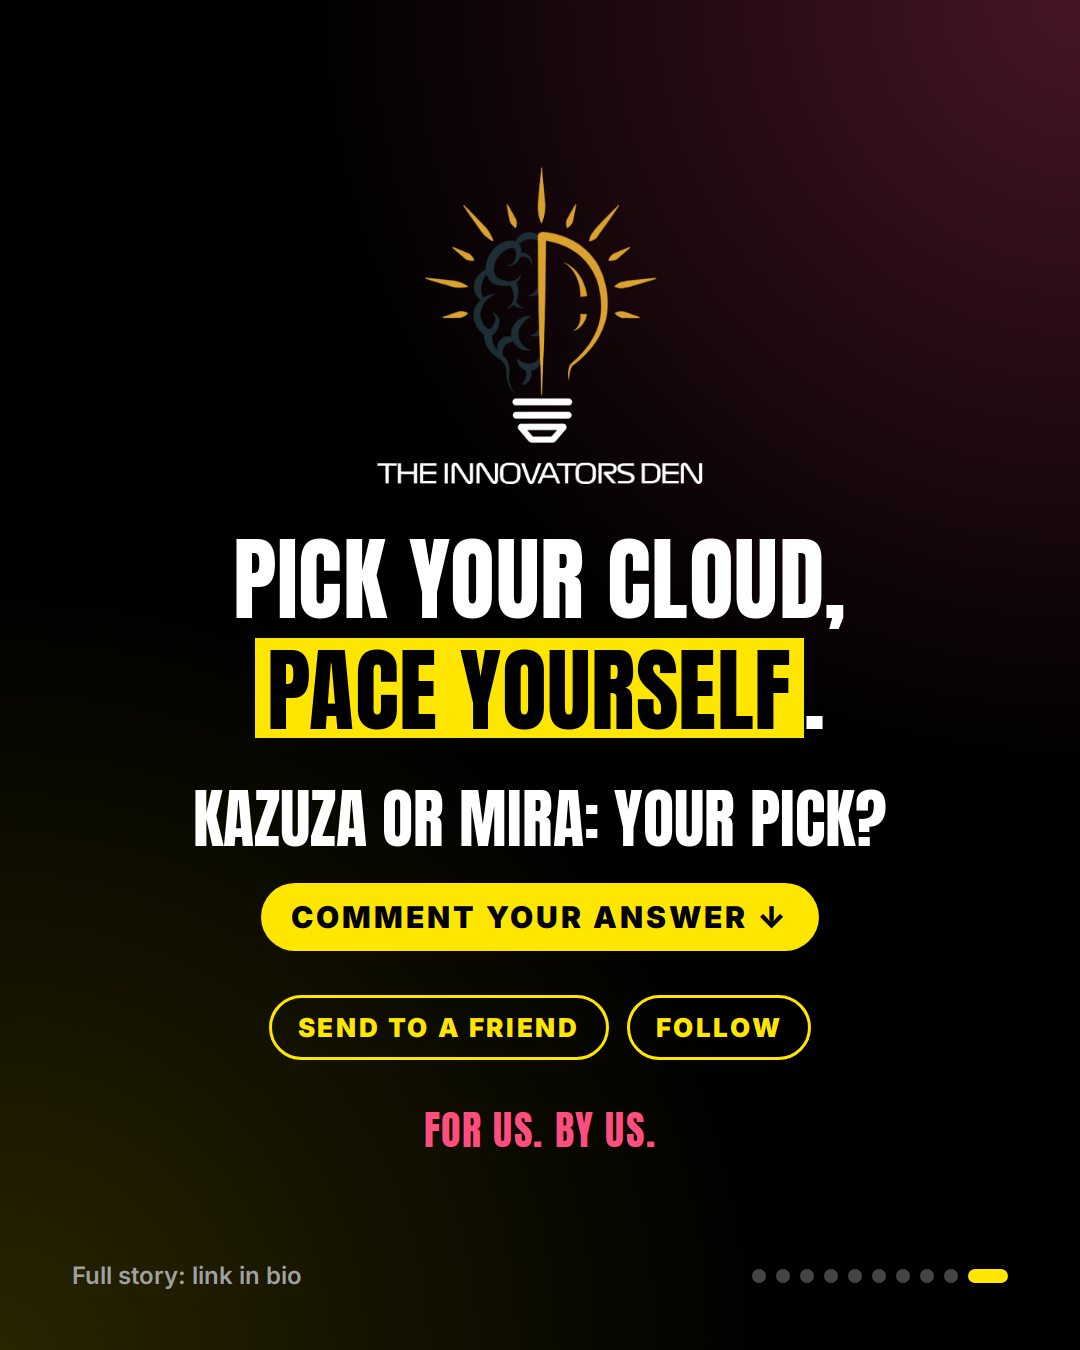 THE INNOVATORS DEN
PICK YOUR CLOUD,
PACE YOURSELF.
KAZUZA OR MIRA: YOUR PICK?
COMMENT YOUR ANSWER ↓
SEND TO A FRIEND
FOLLOW
FOR US. BY US.
Full story: link in bio